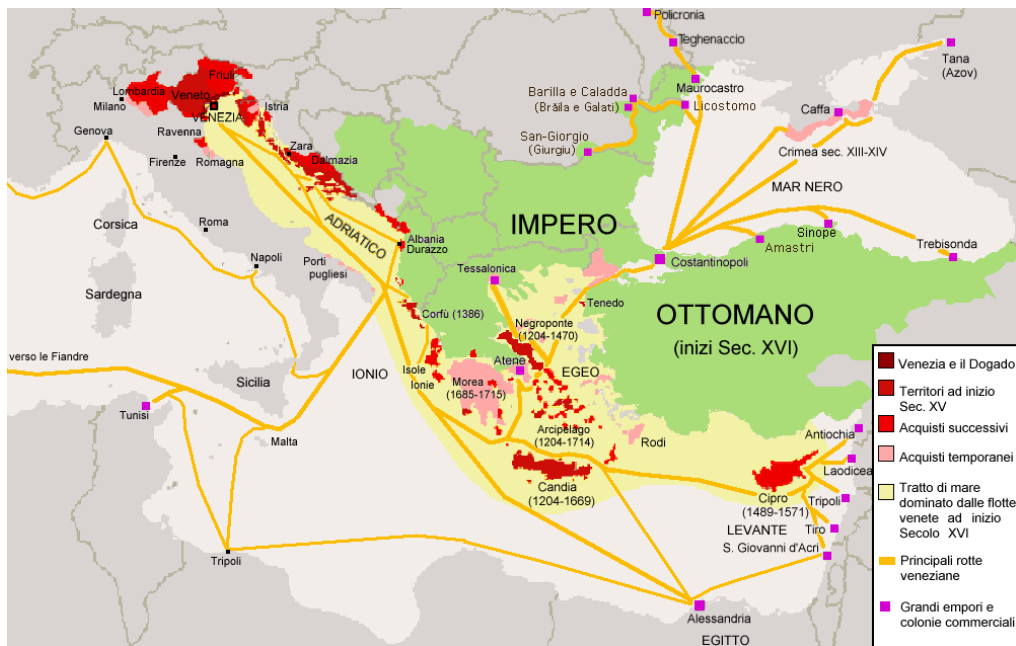 Policronia
Teghenaccio
Tana
(Azov)
Friuli
Lombardia
Veneto
Milano
VENEZIA
Istria
Maurocastro
Barilla e Caladda
(Brăila e Galati)
Licostomo
Caffa
Genova
Ravenna
Zara
San-Giorgio
(Giurgiu)
Crimea sec. XIII-XIV
Firenze
Romagna
Dalmazia
MAR NERO
Corsica
Roma
ADRIATICO
IMPERO
Sinope
Albania
Durazzo
Amastri
Trebisonda
Napoli
Porti
pugliesi
Tessalonica
Costantinopoli
Sardegna
Tenedo
OTTOMANO
(inizi Sec. XVI)
Corfù (1386)
Negroponte
(1204-1470)
verso le Fiandre
Atene
Isole
Ionie
IONIO
EGEO
Sicilia
Morea
(1685-1715)
Tunisi
Malta
Arcipelago
(1204-1714)
Rodi
Antiochia
Laodicea
Candia
(1204-1669)
Cipro
(1489-1571)
Tripoli
LEVANTE
Tiro
S. Giovanni d'Acri
Tripoli
Alessandria
EGITTO
Venezia e il Dogado
Territori ad inizio
Sec. XV
Acquisti successivi
Acquisti temporanei
Tratto di mare
dominato dalle flotte
venete ad inizio
Secolo XVI
Principali rotte
veneziane
Grandi empori e
colonie commerciali